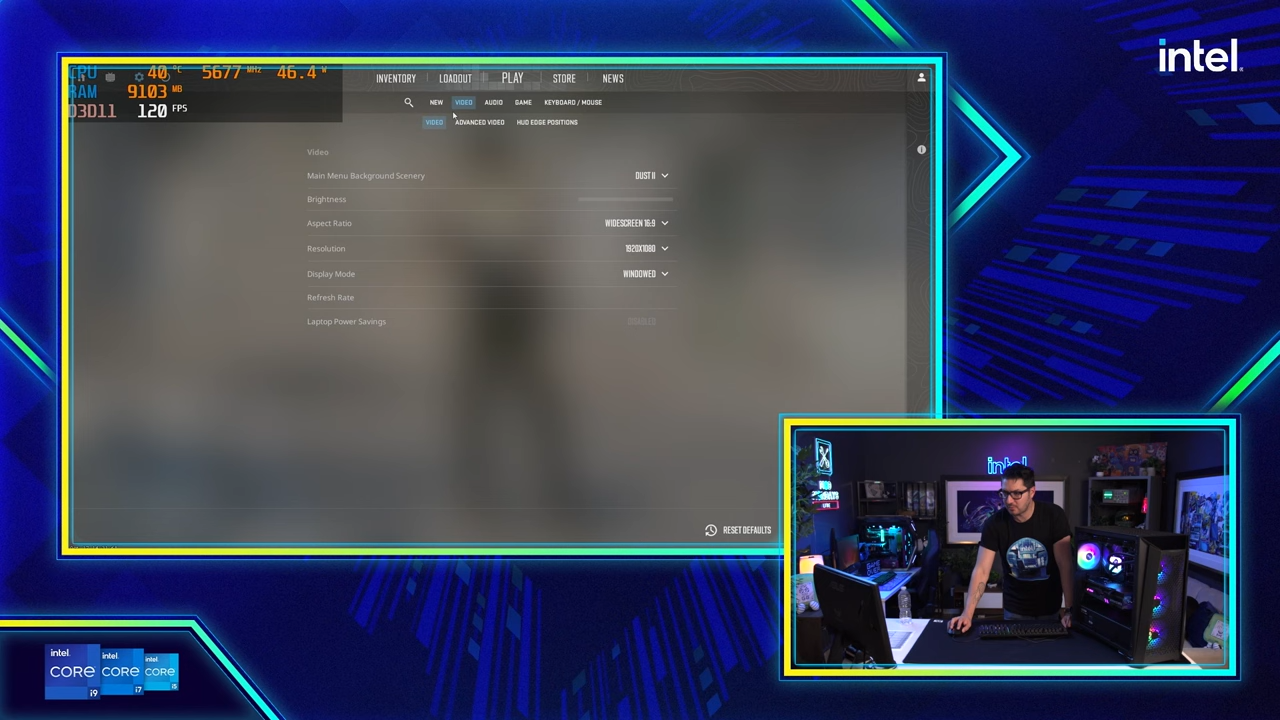 intel.
CPU 40 °C 5677 MHz 46.4 W
RAM 9103 MB
D3D11 120 FPS
INVENTORY LOADOUT PLAY STORE NEWS
NEW VIDEO AUDIO GAME KEYBOARD / MOUSE
VIDEO ADVANCED VIDEO HUD EDGE POSITIONS
Video
Main Menu Background Scenery DUST II
Brightness
Aspect Ratio WIDESCREEN 16:9
Resolution 1920X1080
Display Mode WINDOWED
Refresh Rate
Laptop Power Savings DISABLED
RESET DEFAULTS
intel
intel. CORE i9
intel. CORE i7
intel. CORE i5